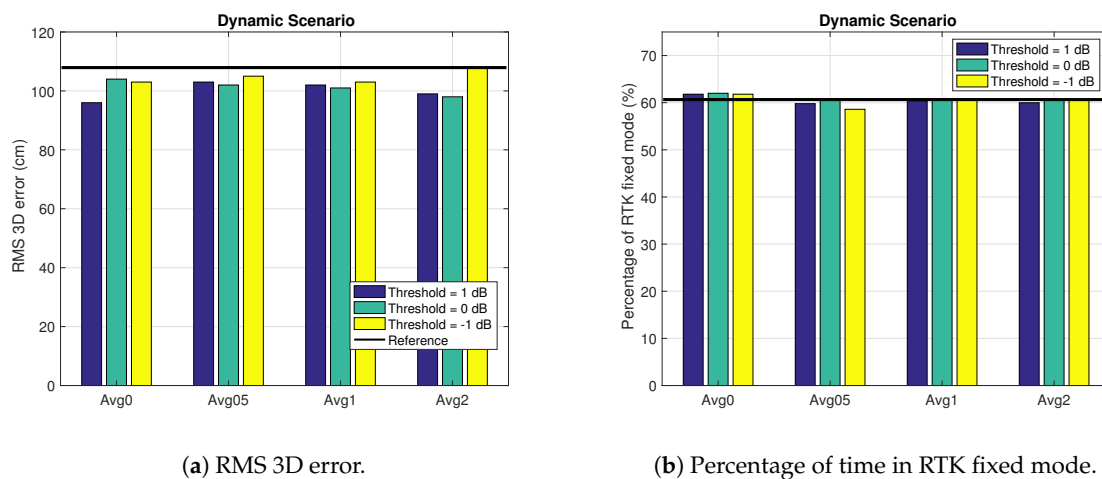 Dynamic Scenario
120
100
80
60
40
20
0
RMS 3D error (cm)
Avg0
Avg05
Avg1
Avg2
Threshold = 1 dB
Threshold = 0 dB
Threshold = -1 dB
Reference
(a) RMS 3D error.
Dynamic Scenario
70
60
50
40
30
20
10
0
Percentage of RTK fixed mode (%)
Avg0
Avg05
Avg1
Avg2
Threshold = 1 dB
Threshold = 0 dB
Threshold = -1 dB
(b) Percentage of time in RTK fixed mode.